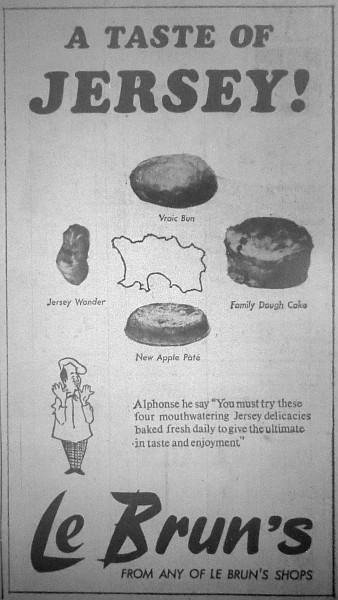 A TASTE OF
JERSEY!
Vraic Bun
Jersey Wonder
Family Dough Cake
New Apple Pâté
Alphonse he say "You must try these
four mouthwatering Jersey delicacies
baked fresh daily to give the ultimate
in taste and enjoyment."
Le Brun's
FROM ANY OF LE BRUN'S SHOPS